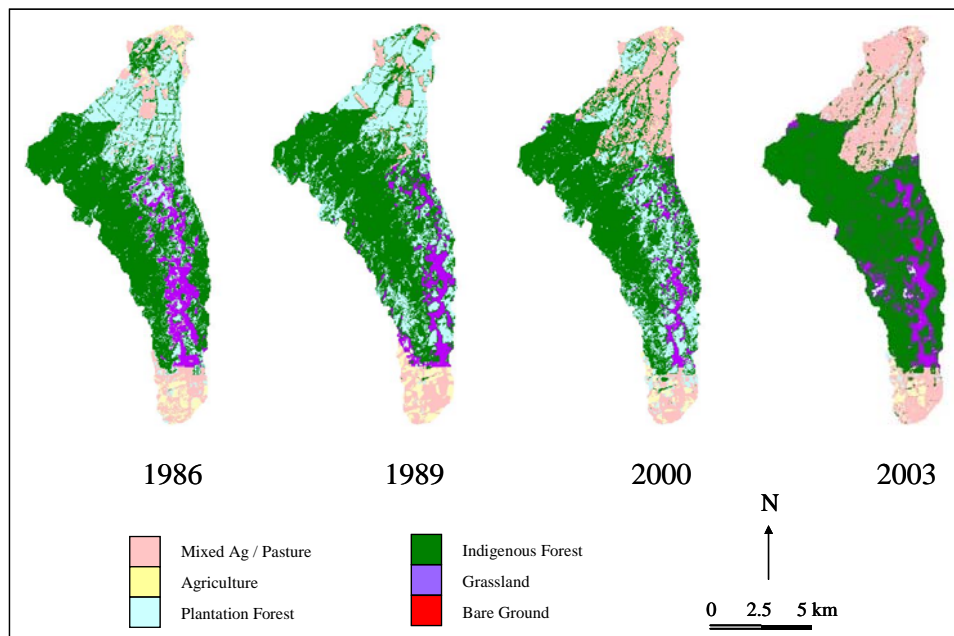 1986 1989 2000 2003
N
Mixed Ag / Pasture Indigenous Forest
Agriculture Grassland
Plantation Forest Bare Ground
0 2.5 5 km